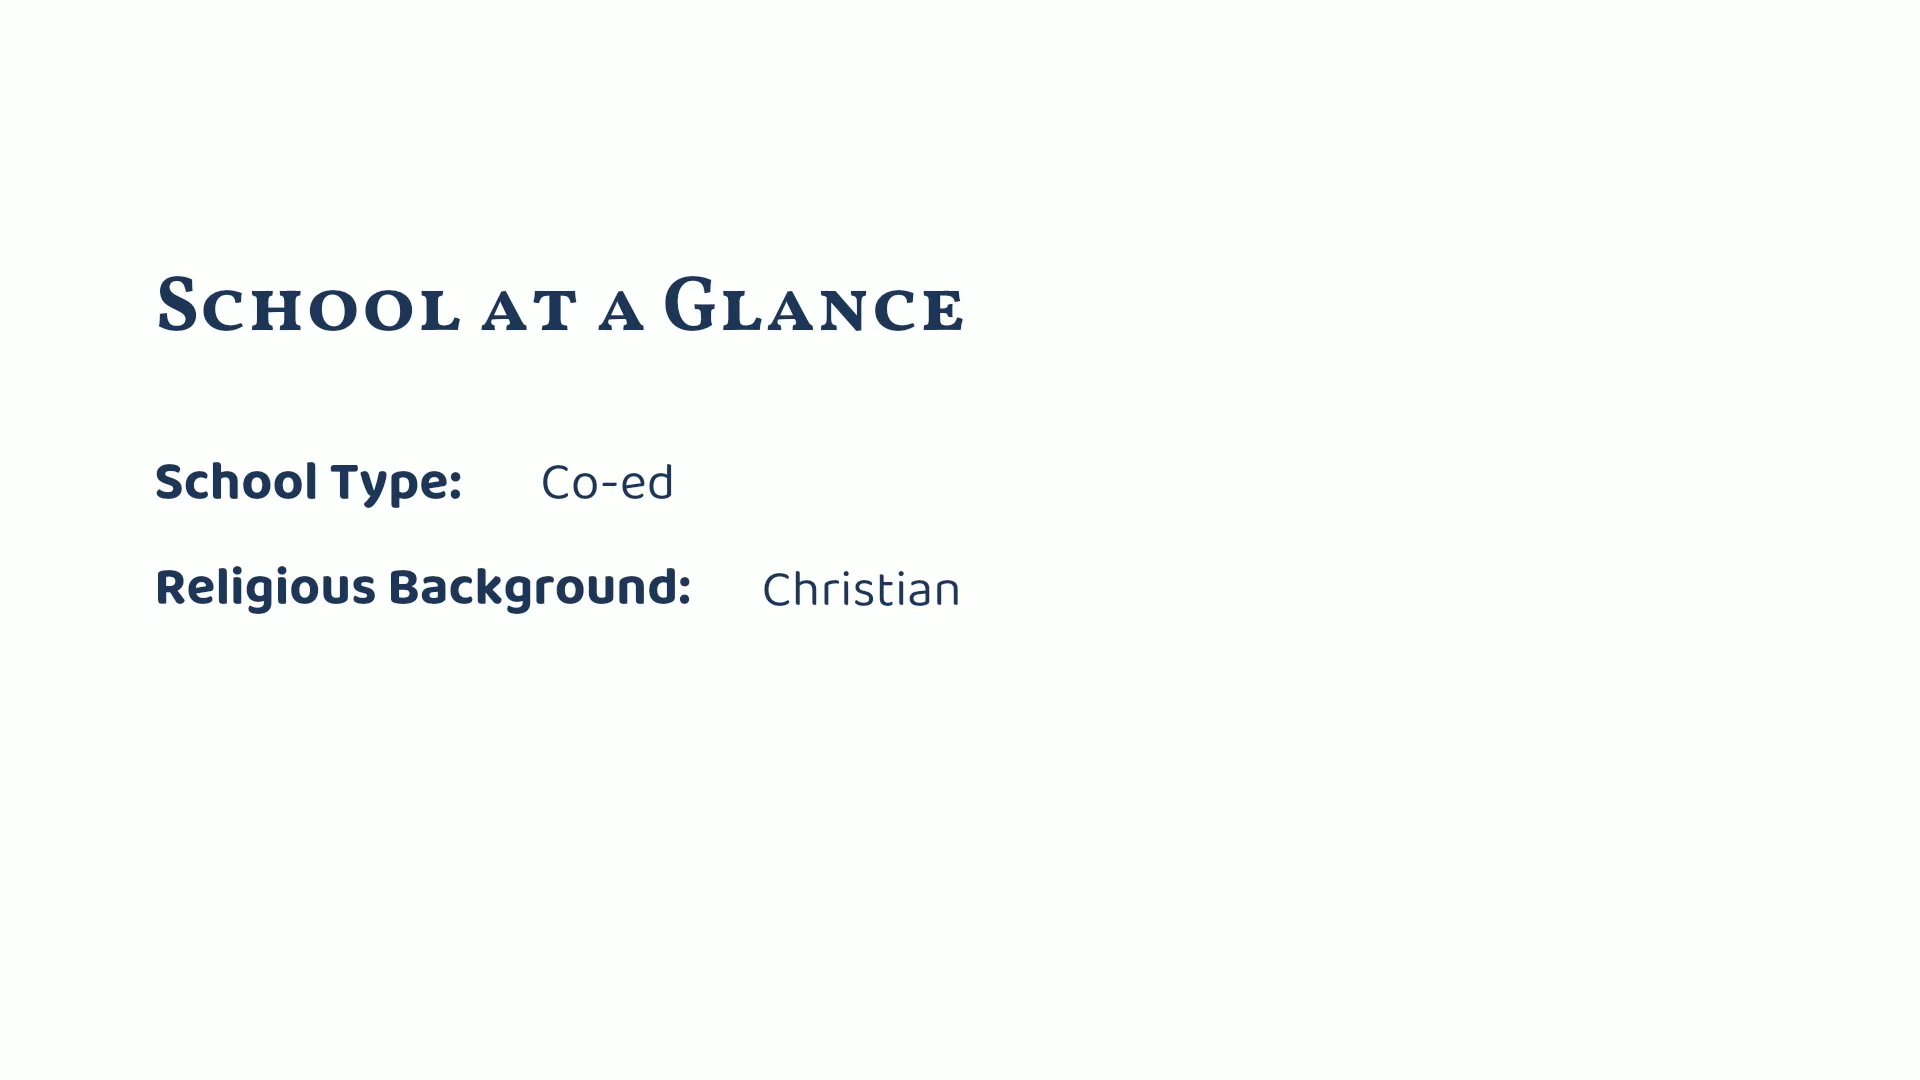 School at a Glance
School Type: Co-ed
Religious Background: Christian